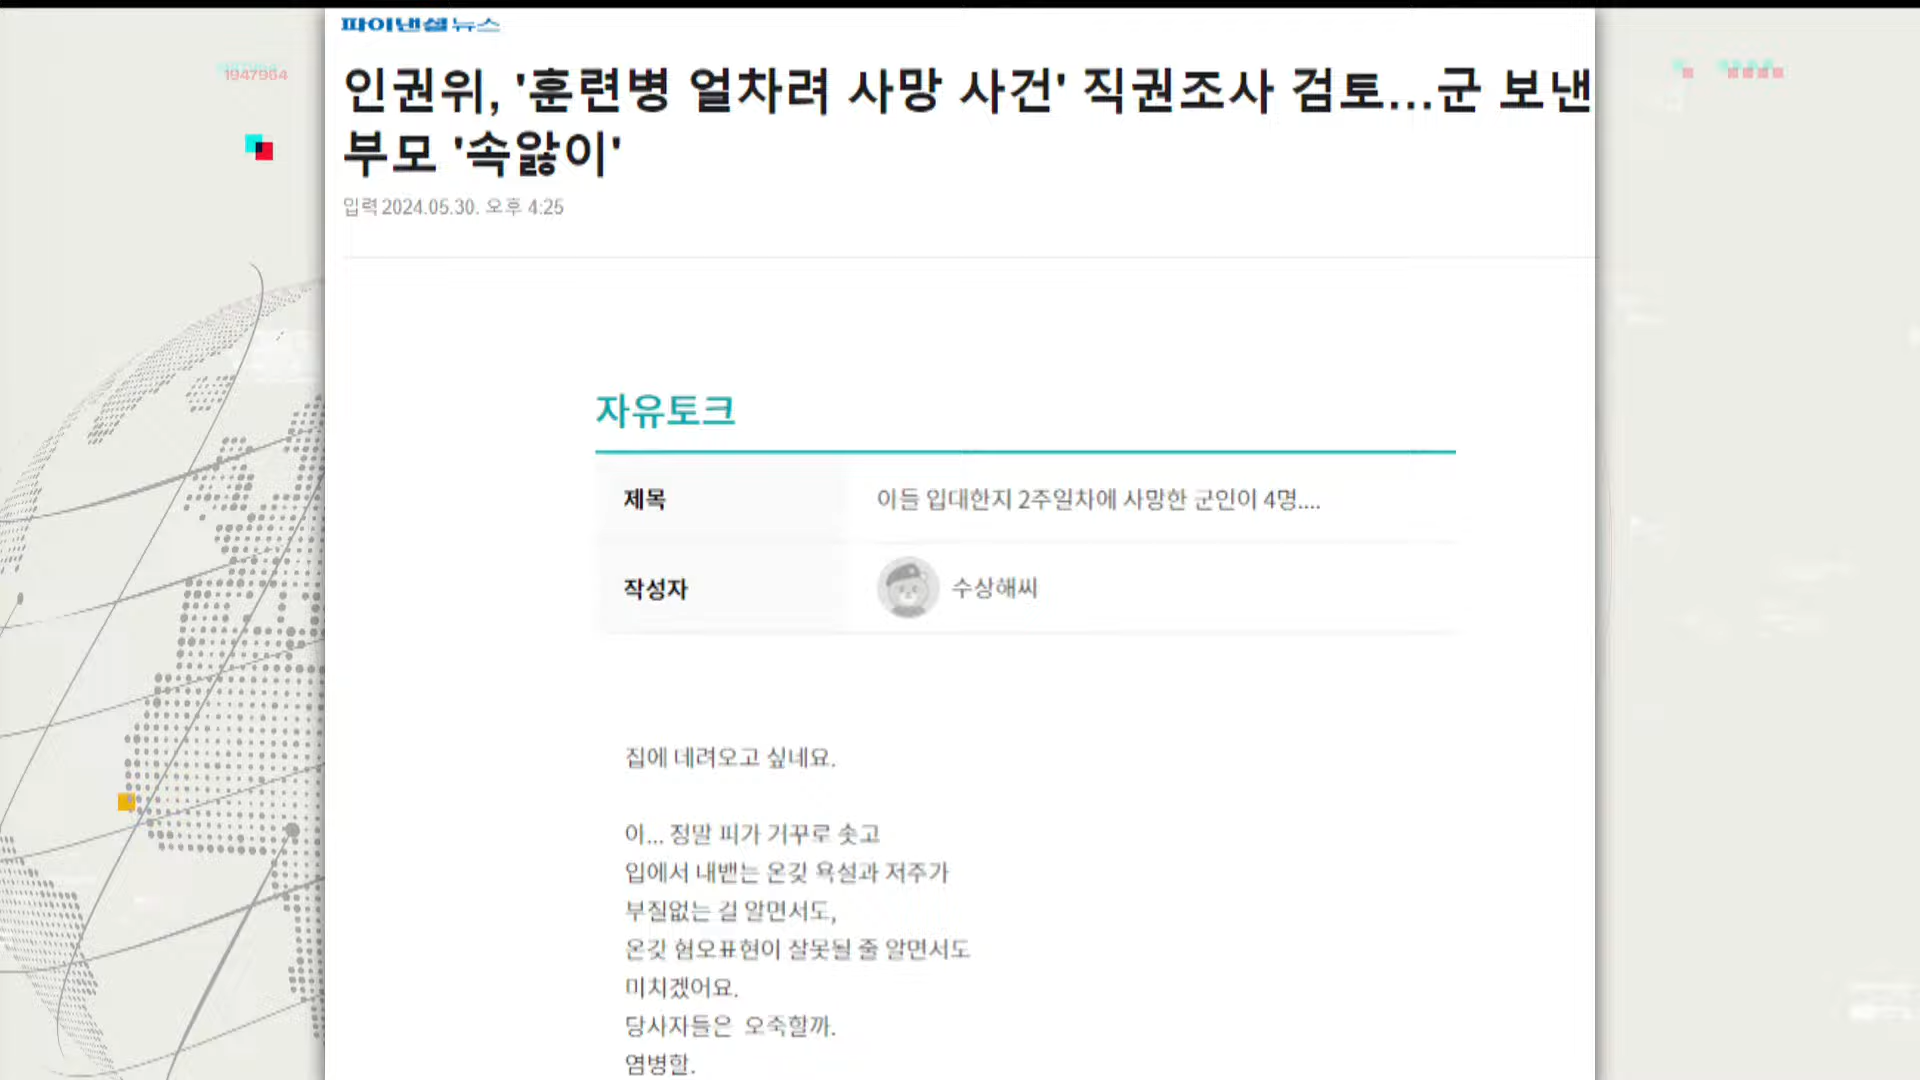 파이낸셜뉴스
1947964
인권위, '훈련병 얼차려 사망 사건' 직권조사 검토...군 보낸
부모 '속앓이'
입력 2024.05.30. 오후 4:25
자유토크
제목 이들 입대한지 2주일차에 사망한 군인이 4명....
작성자 수상해씨
집에 데려오고 싶네요.
이... 정말 피가 거꾸로 솟고
입에서 내뱉는 온갖 욕설과 저주가
부질없는 걸 알면서도,
온갖 혐오표현이 잘못될 줄 알면서도
미치겠어요.
당사자들은 오죽할까.
염병할.